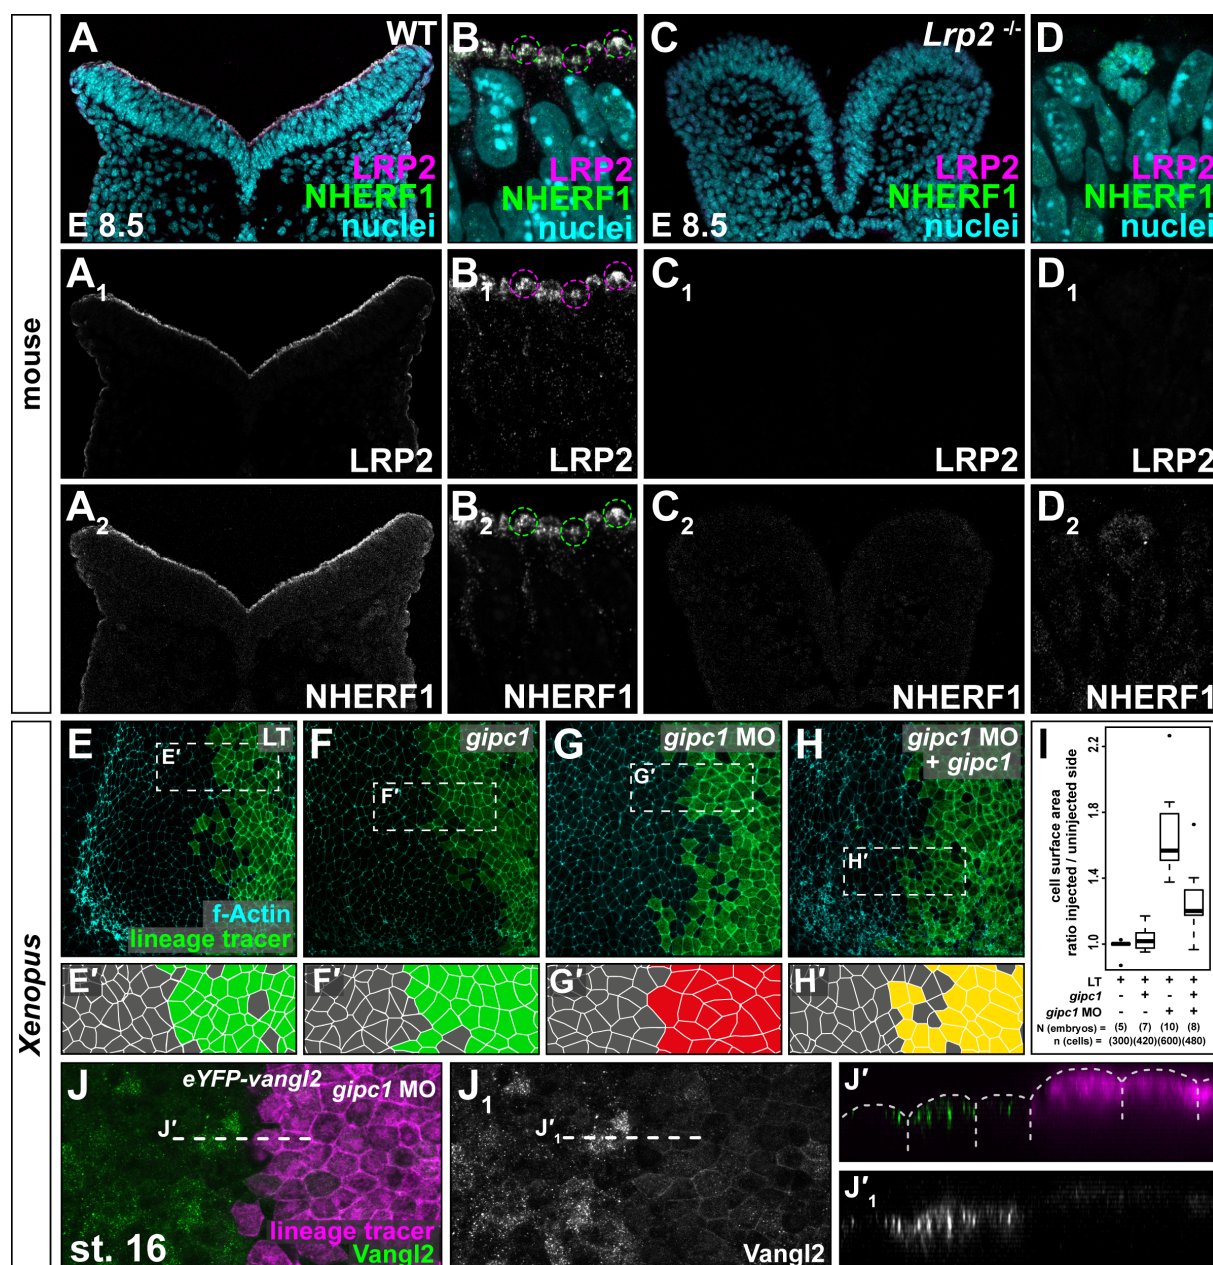 mouse
A WT
LRP2
NHERF1
E 8.5 nuclei
B
LRP2
NHERF1
nuclei
C Lrp2 -/-
LRP2
NHERF1
E 8.5 nuclei
D
LRP2
NHERF1
nuclei
A1
LRP2
B1
LRP2
C1
LRP2
D1
LRP2
A2
NHERF1
B2
NHERF1
C2
NHERF1
D2
NHERF1
Xenopus
E LT
E′
f-Actin
lineage tracer
F gipc1
F′
G gipc1 MO
G′
H gipc1 MO
+ gipc1
H′
I
cell surface area
ratio injected / uninjected side
2.2
1.8
1.4
1.0
LT + + + +
gipc1 - + - +
gipc1 MO - - + +
N (embryos) = (5) (7) (10) (8)
n (cells) = (300)(420)(600)(480)
E′
F′
G′
H′
J eYFP-vangl2 gipc1 MO
J′
lineage tracer
st. 16 Vangl2
J1
J′1
Vangl2
J′
J′1